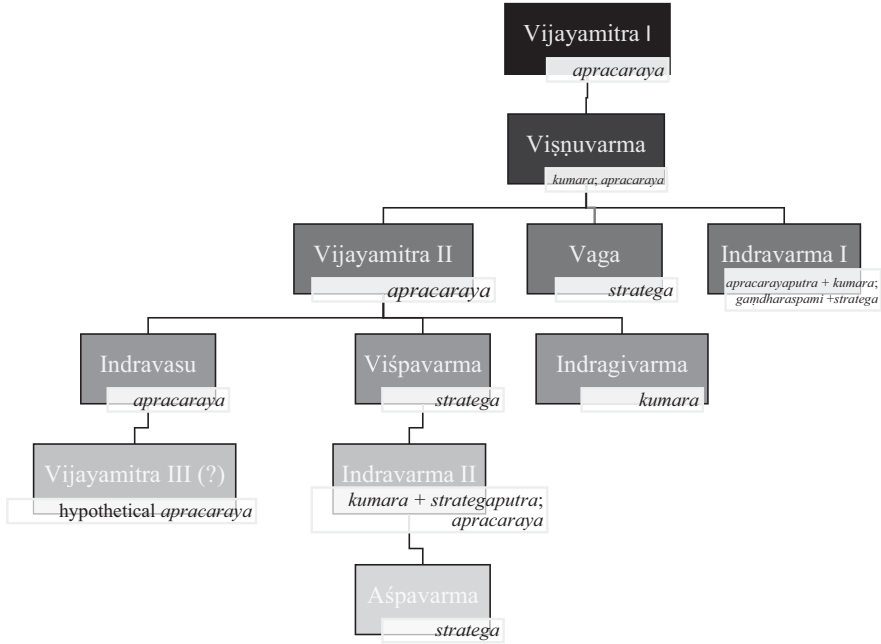 Vijayamitra I
apracaraya
Viṣṇuvarma
kumara; apracaraya
Vijayamitra II
apracaraya
Vaga
stratega
Indravarma I
apracarayaputra + kumara;
gaṃdharaspami +stratega
Indravasu
apracaraya
Viśpavarma
stratega
Indragivarma
kumara
Vijayamitra III (?)
hypothetical apracaraya
Indravarma II
kumara + strategaputra;
apracaraya
Aśpavarma
stratega